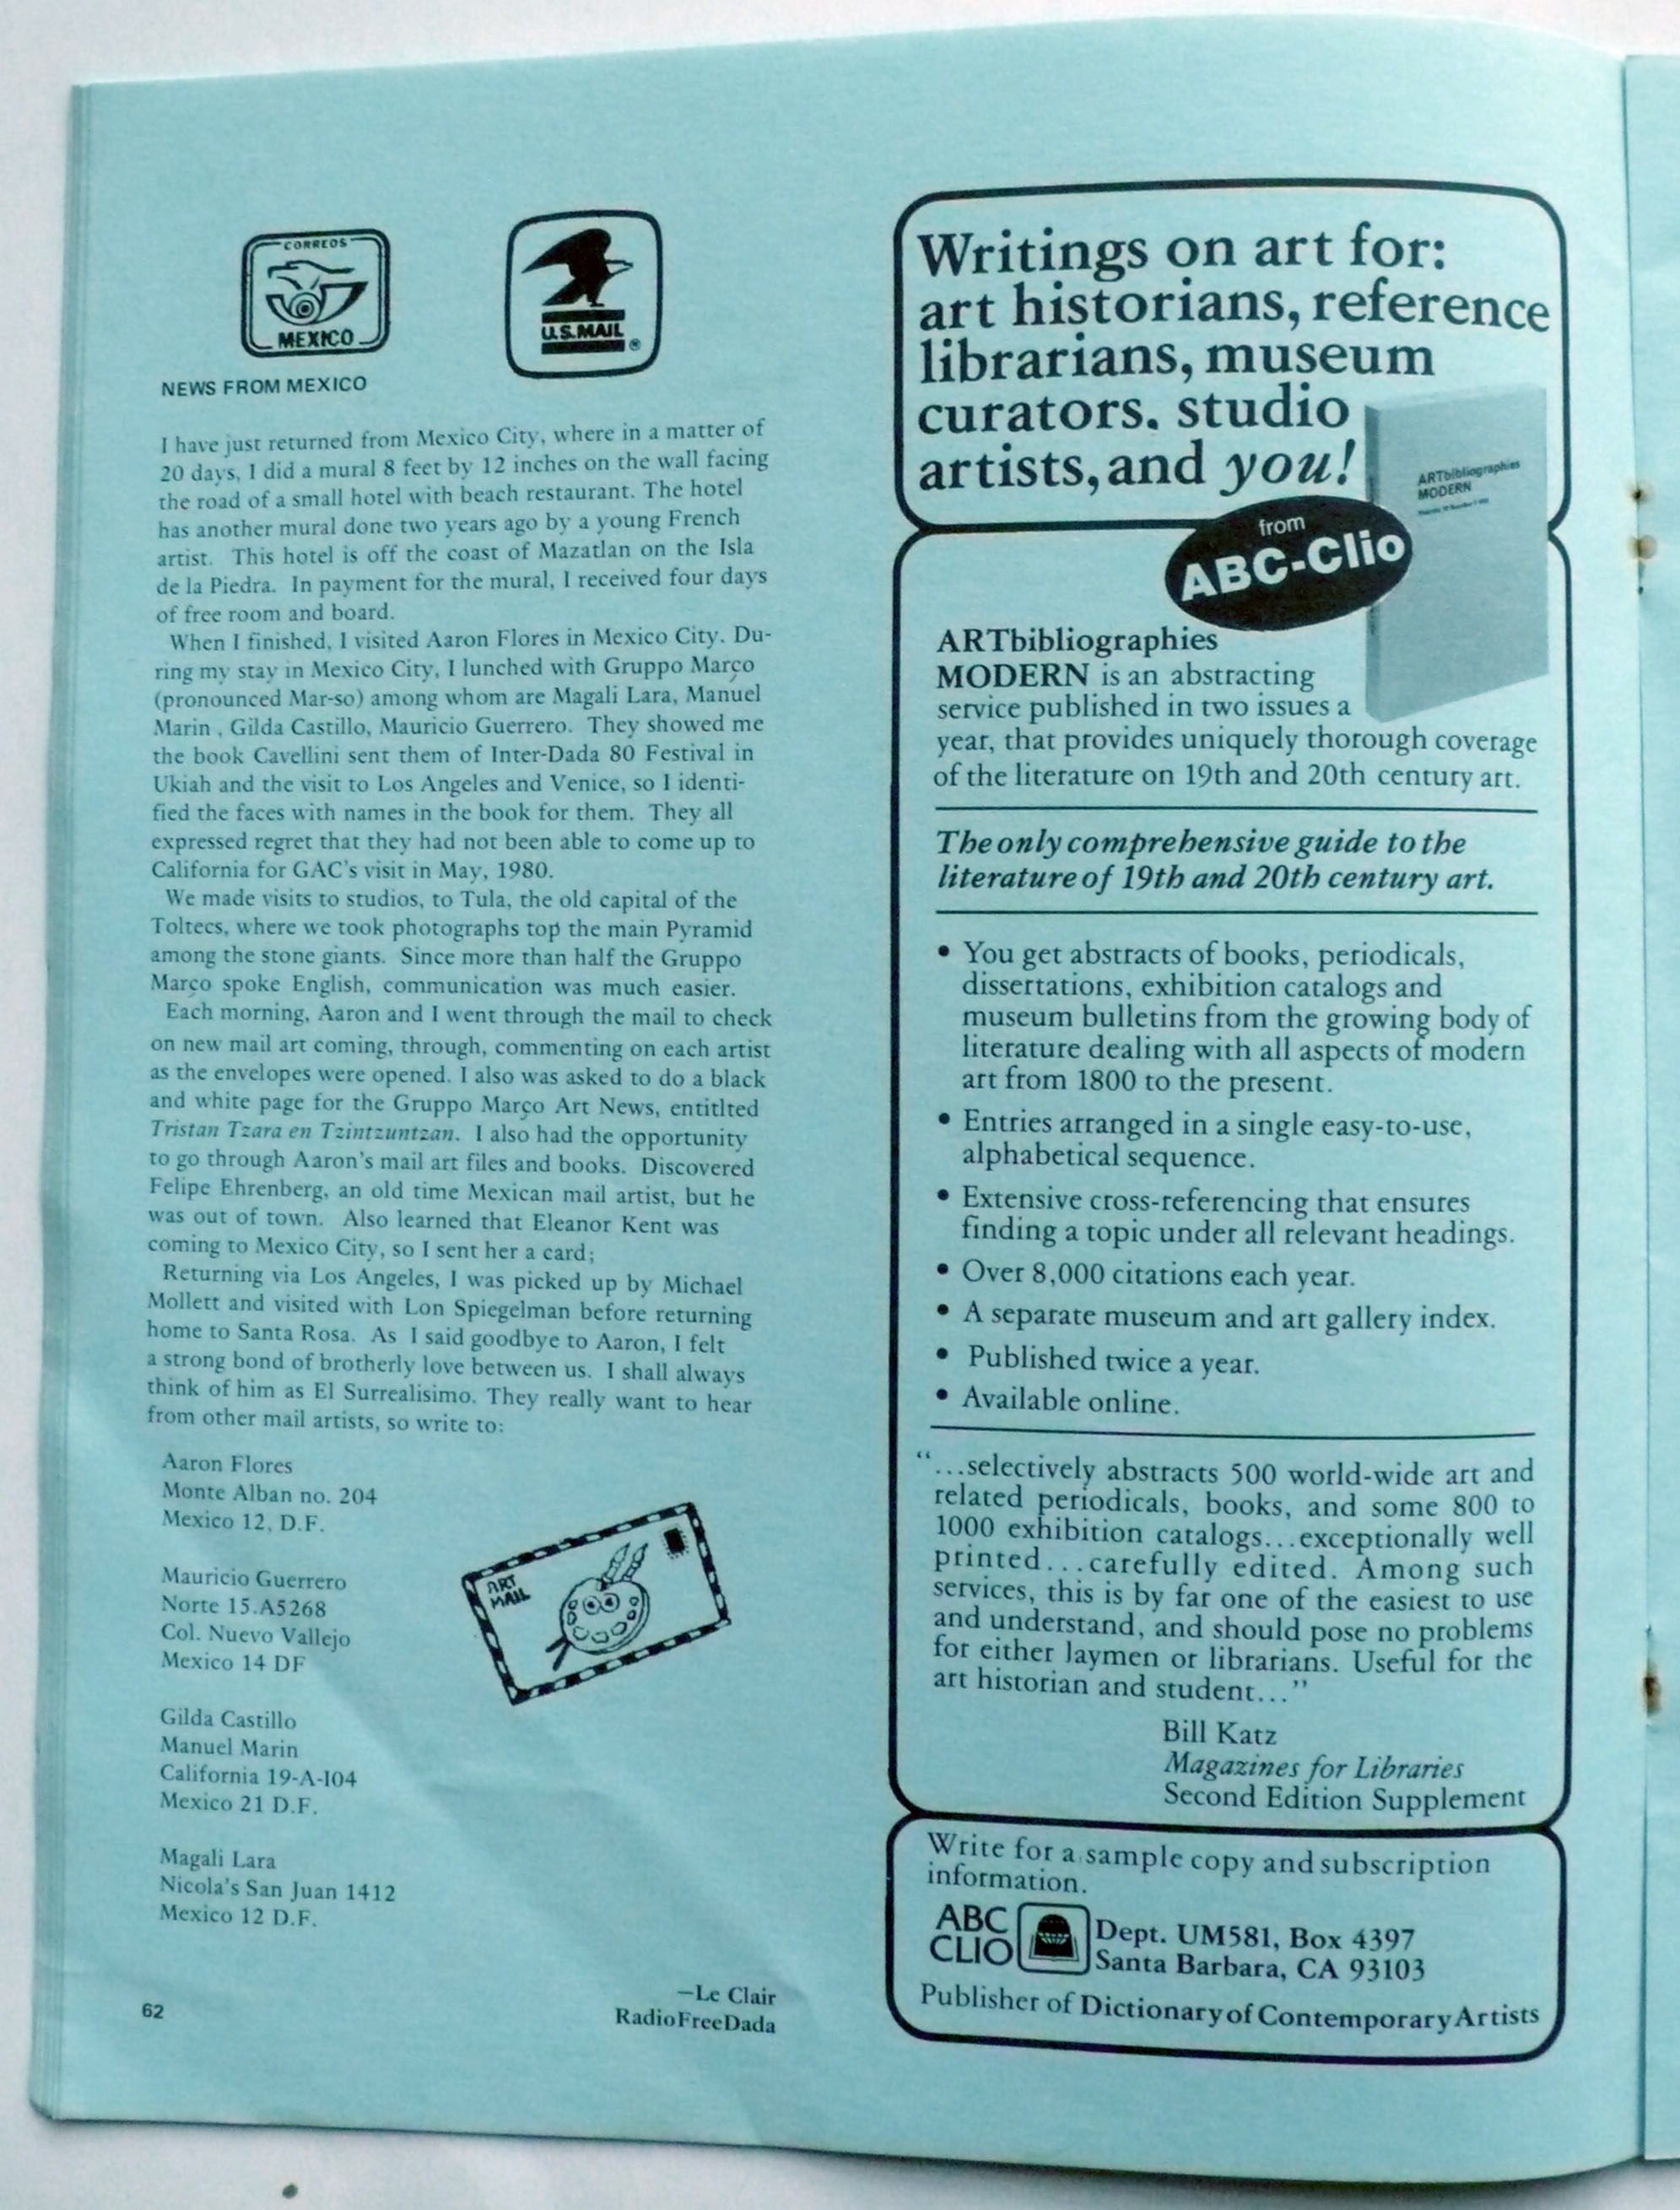 CORREOS
MEXICO
U.S.MAIL
®
NEWS FROM MEXICO
I have just returned from Mexico City, where in a matter of
20 days, I did a mural 8 feet by 12 inches on the wall facing
the road of a small hotel with beach restaurant. The hotel
has another mural done two years ago by a young French
artist. This hotel is off the coast of Mazatlan on the Isla
de la Piedra. In payment for the mural, I received four days
of free room and board.
When I finished, I visited Aaron Flores in Mexico City. Du-
ring my stay in Mexico City, I lunched with Gruppo Março
(pronounced Mar-so) among whom are Magali Lara, Manuel
Marin , Gilda Castillo, Mauricio Guerrero. They showed me
the book Cavellini sent them of Inter-Dada 80 Festival in
Ukiah and the visit to Los Angeles and Venice, so I identi-
fied the faces with names in the book for them. They all
expressed regret that they had not been able to come up to
California for GAC's visit in May, 1980.
We made visits to studios, to Tula, the old capital of the
Toltecs, where we took photographs top the main Pyramid
among the stone giants. Since more than half the Gruppo
Março spoke English, communication was much easier.
Each morning, Aaron and I went through the mail to check
on new mail art coming, through, commenting on each artist
as the envelopes were opened. I also was asked to do a black
and white page for the Gruppo Março Art News, entitlted
Tristan Tzara en Tzintzuntzan. I also had the opportunity
to go through Aaron's mail art files and books. Discovered
Felipe Ehrenberg, an old time Mexican mail artist, but he
was out of town. Also learned that Eleanor Kent was
coming to Mexico City, so I sent her a card;
Returning via Los Angeles, I was picked up by Michael
Mollett and visited with Lon Spiegelman before returning
home to Santa Rosa. As I said goodbye to Aaron, I felt
a strong bond of brotherly love between us. I shall always
think of him as El Surrealisimo. They really want to hear
from other mail artists, so write to:
Aaron Flores
Monte Alban no. 204
Mexico 12, D.F.
Mauricio Guerrero
Norte 15.A5268
Col. Nuevo Vallejo
Mexico 14 DF
Gilda Castillo
Manuel Marin
California 19-A-I04
Mexico 21 D.F.
Magali Lara
Nicola's San Juan 1412
Mexico 12 D.F.
ART
MAIL
—Le Clair
RadioFreeDada
62
Writings on art for:
art historians, reference
librarians, museum
curators. studio
artists, and you!
ARTbibliographies
MODERN
from
ABC-Clio
ARTbibliographies
MODERN is an abstracting
service published in two issues a
year, that provides uniquely thorough coverage
of the literature on 19th and 20th century art.
The only comprehensive guide to the
literature of 19th and 20th century art.
• You get abstracts of books, periodicals,
dissertations, exhibition catalogs and
museum bulletins from the growing body of
literature dealing with all aspects of modern
art from 1800 to the present.
• Entries arranged in a single easy-to-use,
alphabetical sequence.
• Extensive cross-referencing that ensures
finding a topic under all relevant headings.
• Over 8,000 citations each year.
• A separate museum and art gallery index.
• Published twice a year.
• Available online.
“...selectively abstracts 500 world-wide art and
related periodicals, books, and some 800 to
1000 exhibition catalogs...exceptionally well
printed...carefully edited. Among such
services, this is by far one of the easiest to use
and understand, and should pose no problems
for either laymen or librarians. Useful for the
art historian and student...”
Bill Katz
Magazines for Libraries
Second Edition Supplement
Write for a sample copy and subscription
information.
ABC
CLIO
Dept. UM581, Box 4397
Santa Barbara, CA 93103
Publisher of Dictionary of Contemporary Artists